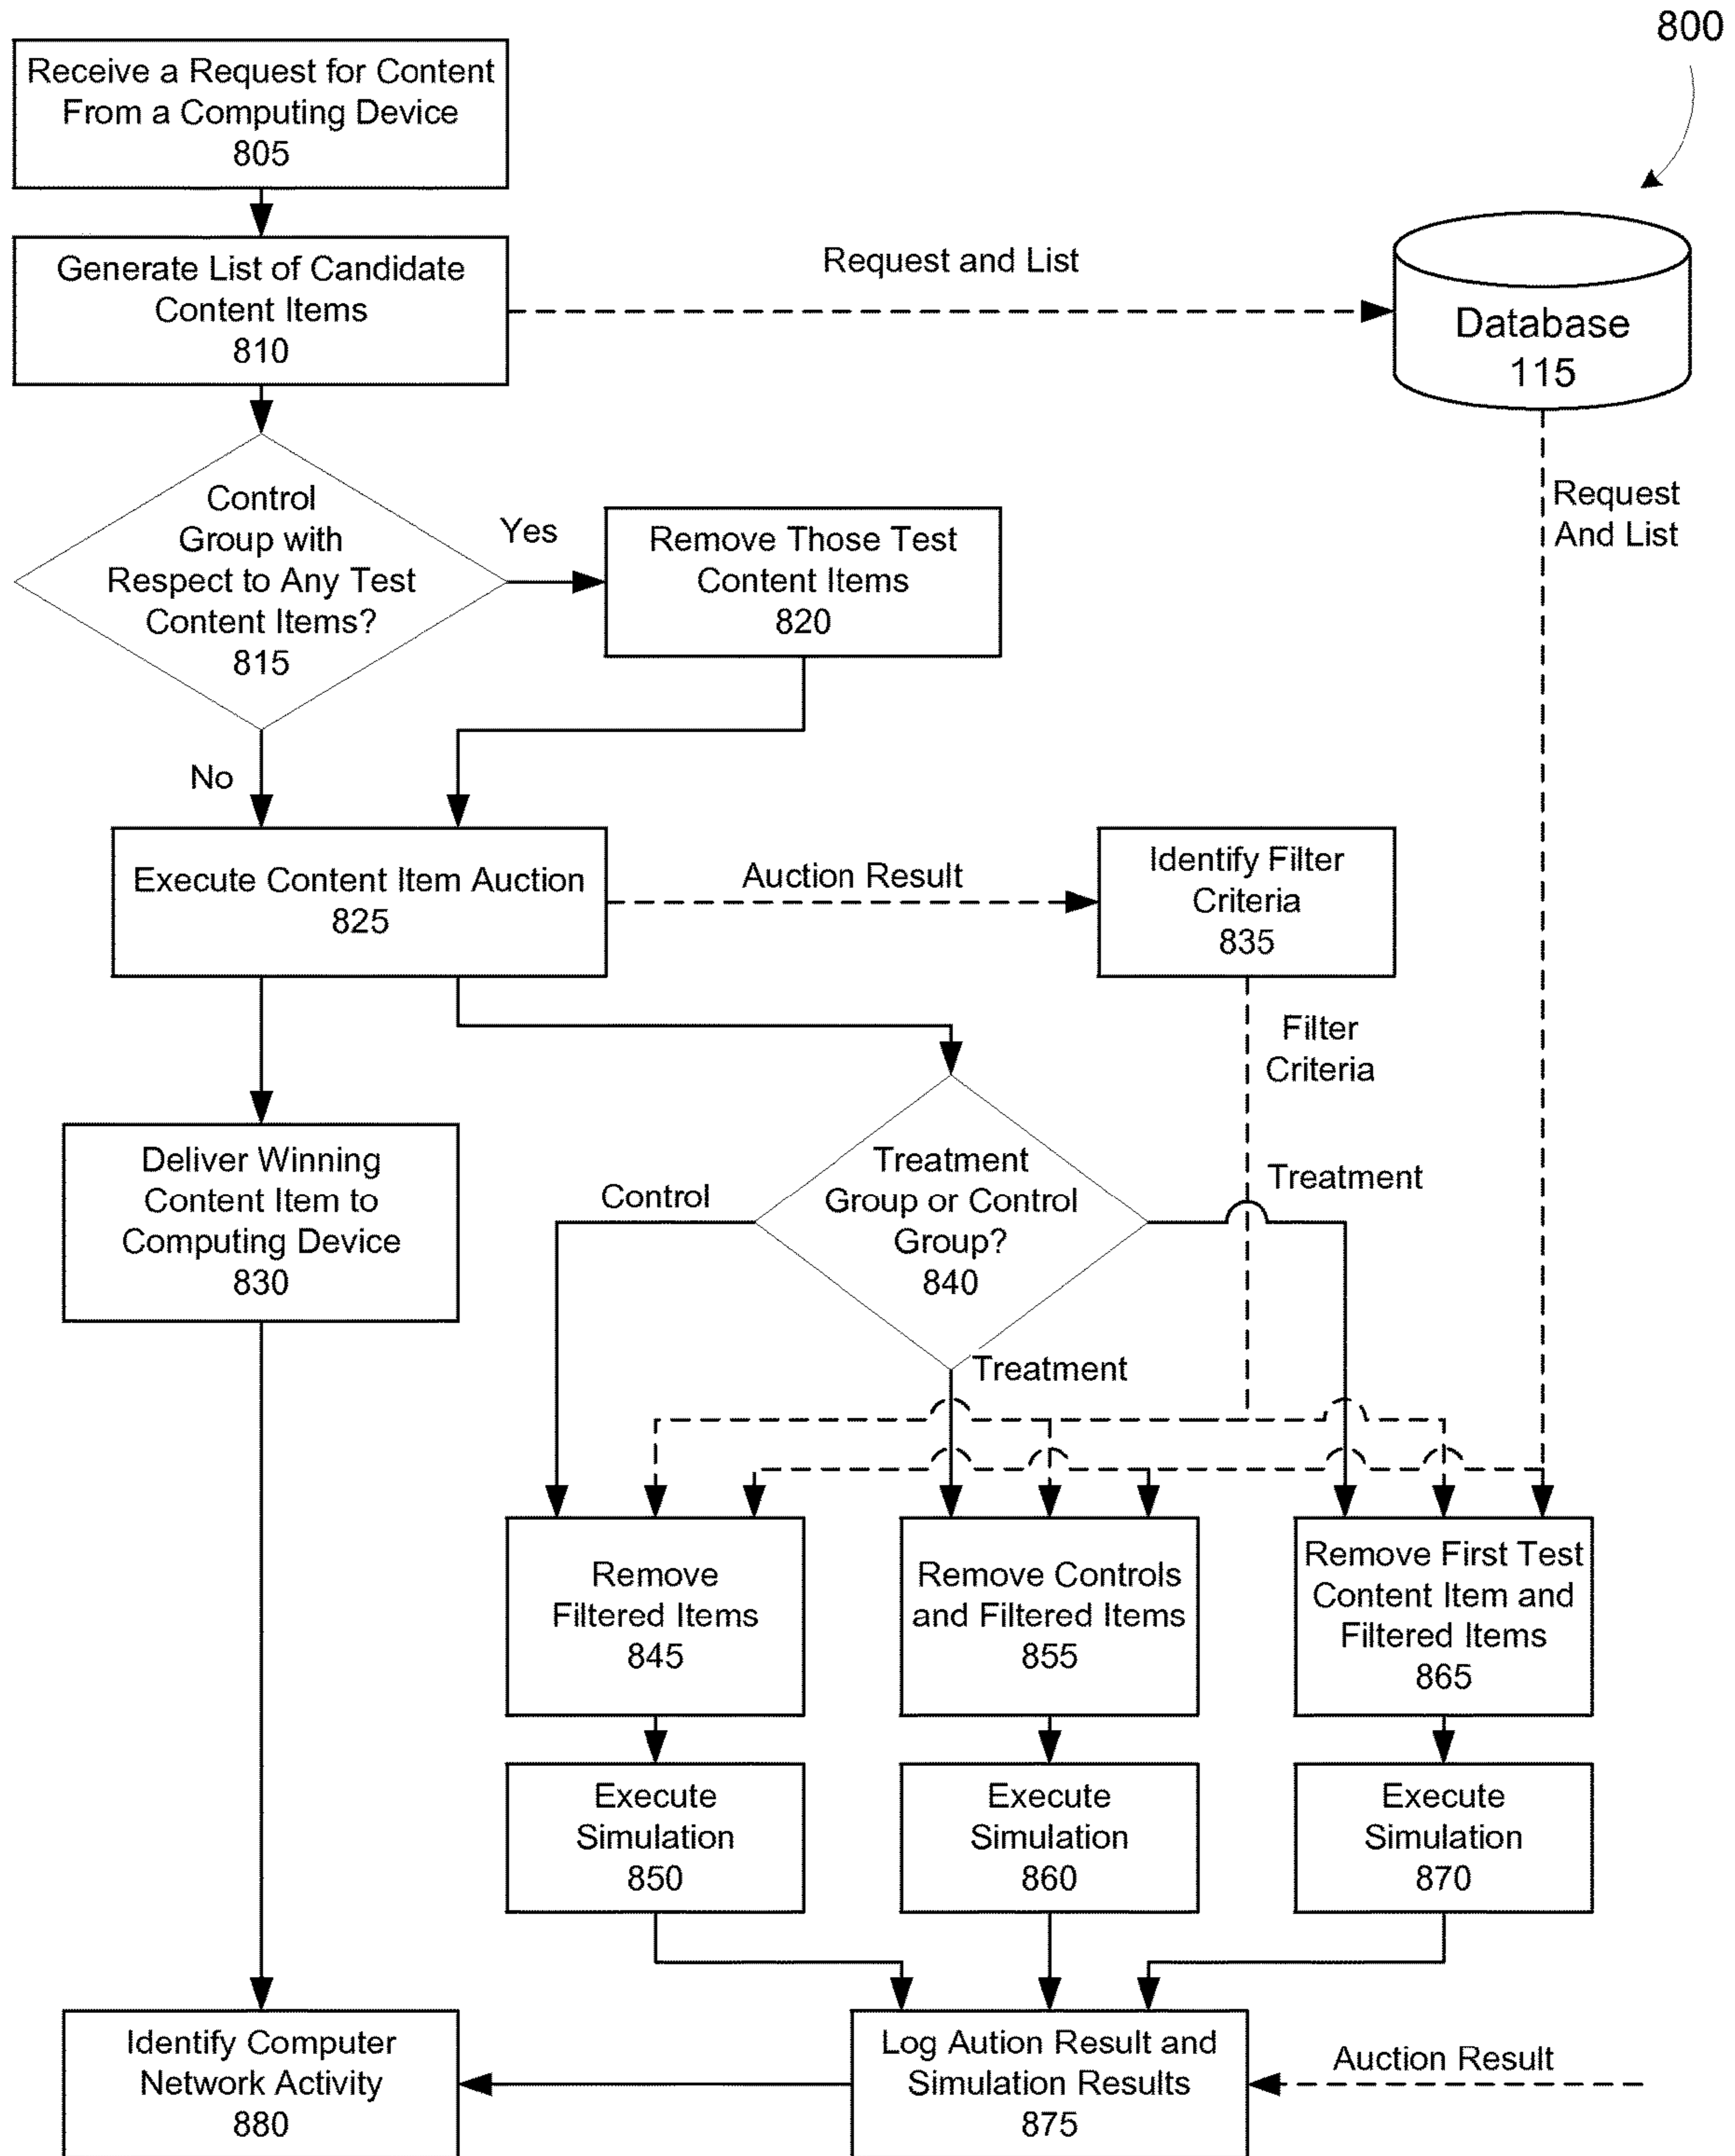 800
Receive a Request for Content
From a Computing Device
805
Generate List of Candidate
Content Items
810
Request and List
Database
115
Request
And List
Control
Group with
Respect to Any Test
Content Items?
815
Yes
Remove Those Test
Content Items
820
No
Execute Content Item Auction
825
Auction Result
Identify Filter
Criteria
835
Filter
Criteria
Deliver Winning
Content Item to
Computing Device
830
Control
Treatment
Group or Control
Group?
840
Treatment
Treatment
Remove
Filtered Items
845
Remove Controls
and Filtered Items
855
Remove First Test
Content Item and
Filtered Items
865
Execute
Simulation
850
Execute
Simulation
860
Execute
Simulation
870
Identify Computer
Network Activity
880
Log Aution Result and
Simulation Results
875
Auction Result